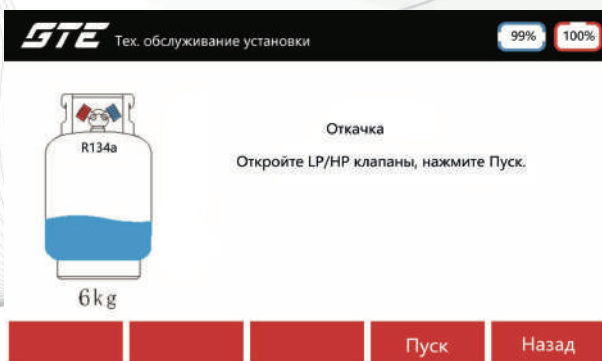 GTE Тех. обслуживание установки 99% 100%
R134a
Откачка
Откройте LP/HP клапаны, нажмите Пуск.
6kg
Пуск Назад